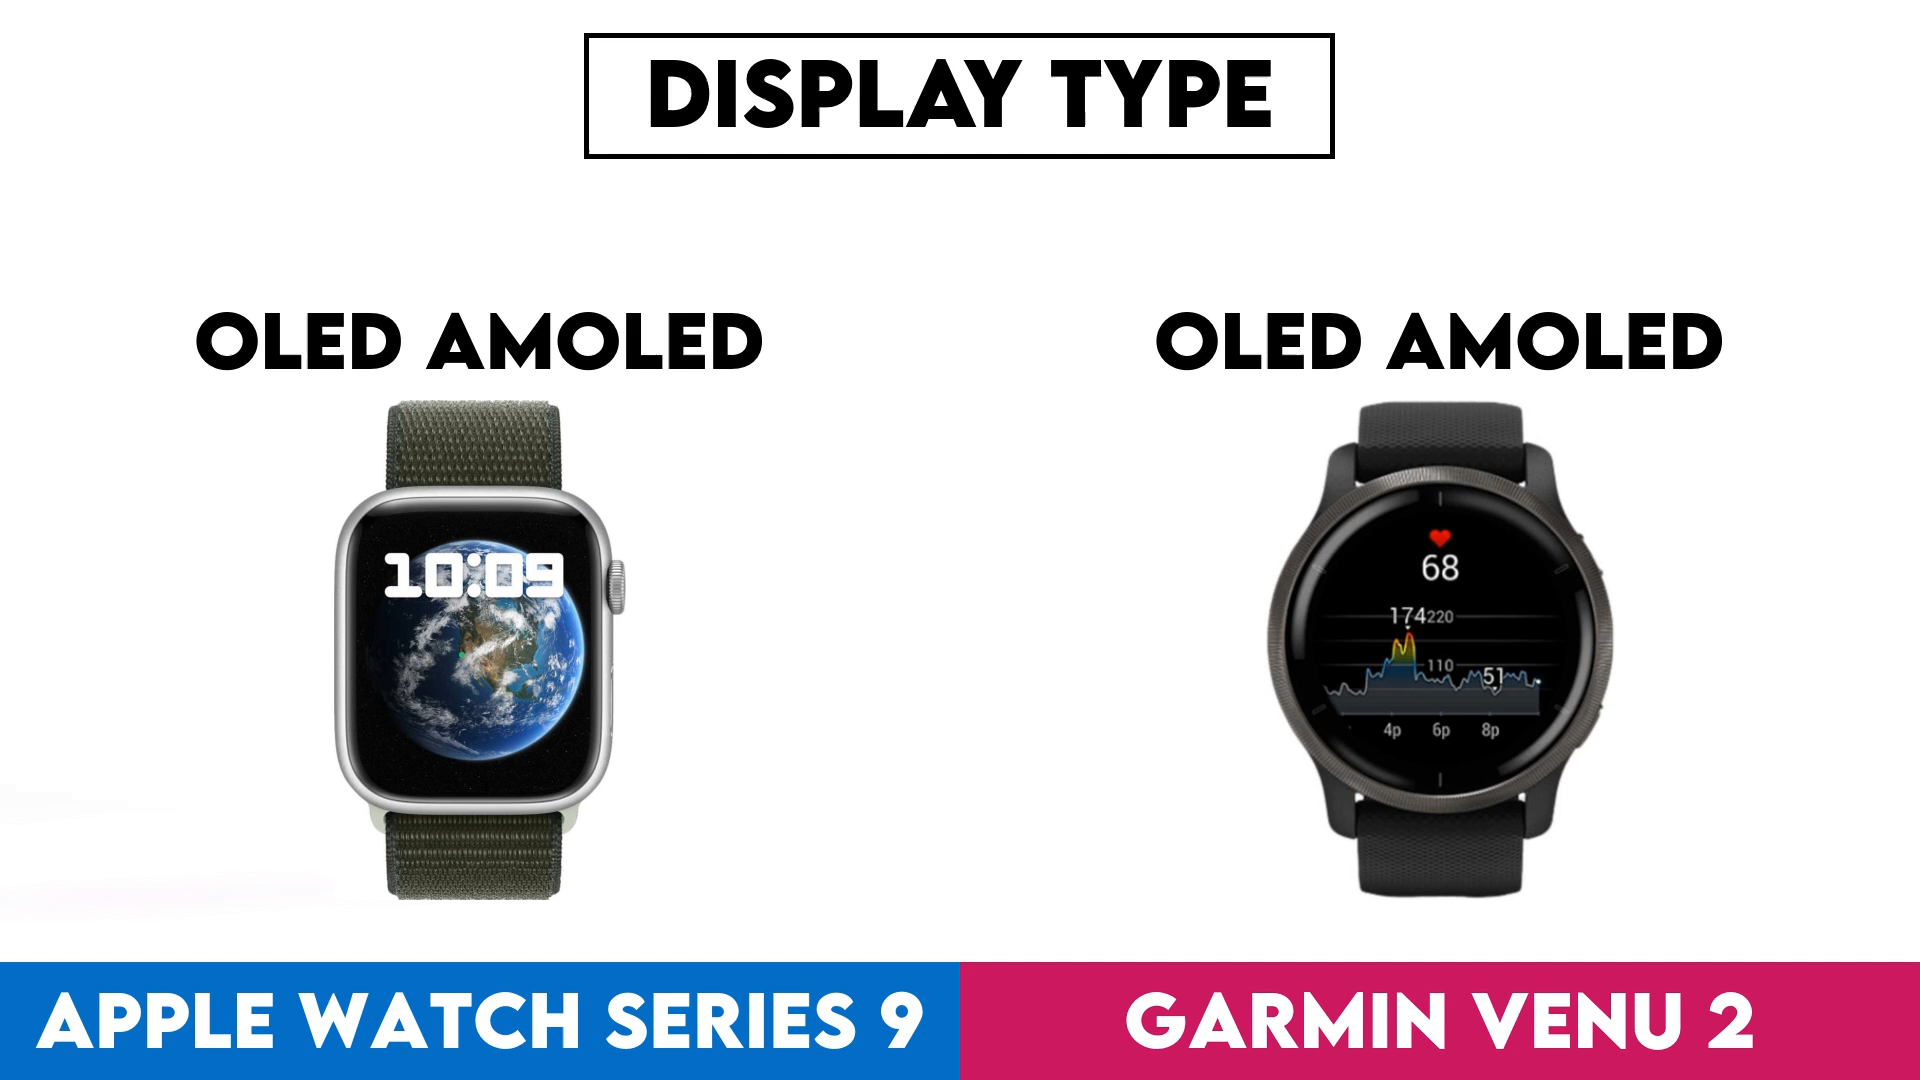 DISPLAY TYPE
OLED AMOLED
OLED AMOLED
10:09
68
174 220
110
51
4p 6p 8p
APPLE WATCH SERIES 9
GARMIN VENU 2